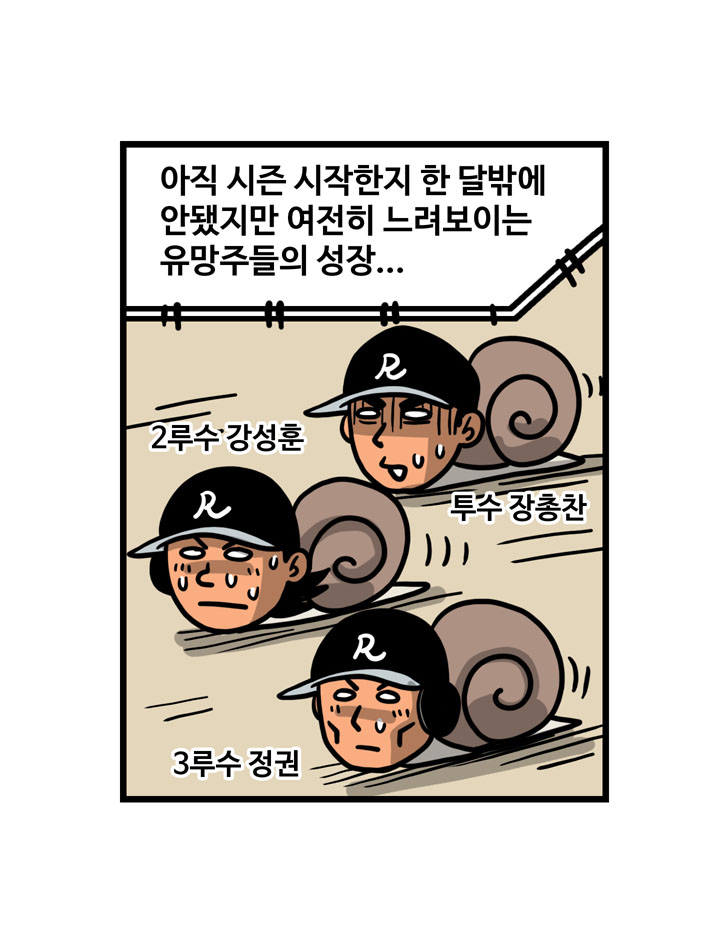 아직 시즌 시작한지 한 달밖에
안됐지만 여전히 느려보이는
유망주들의 성장...
R
2루수 강성훈
투수 장총찬
R
R
3루수 정권